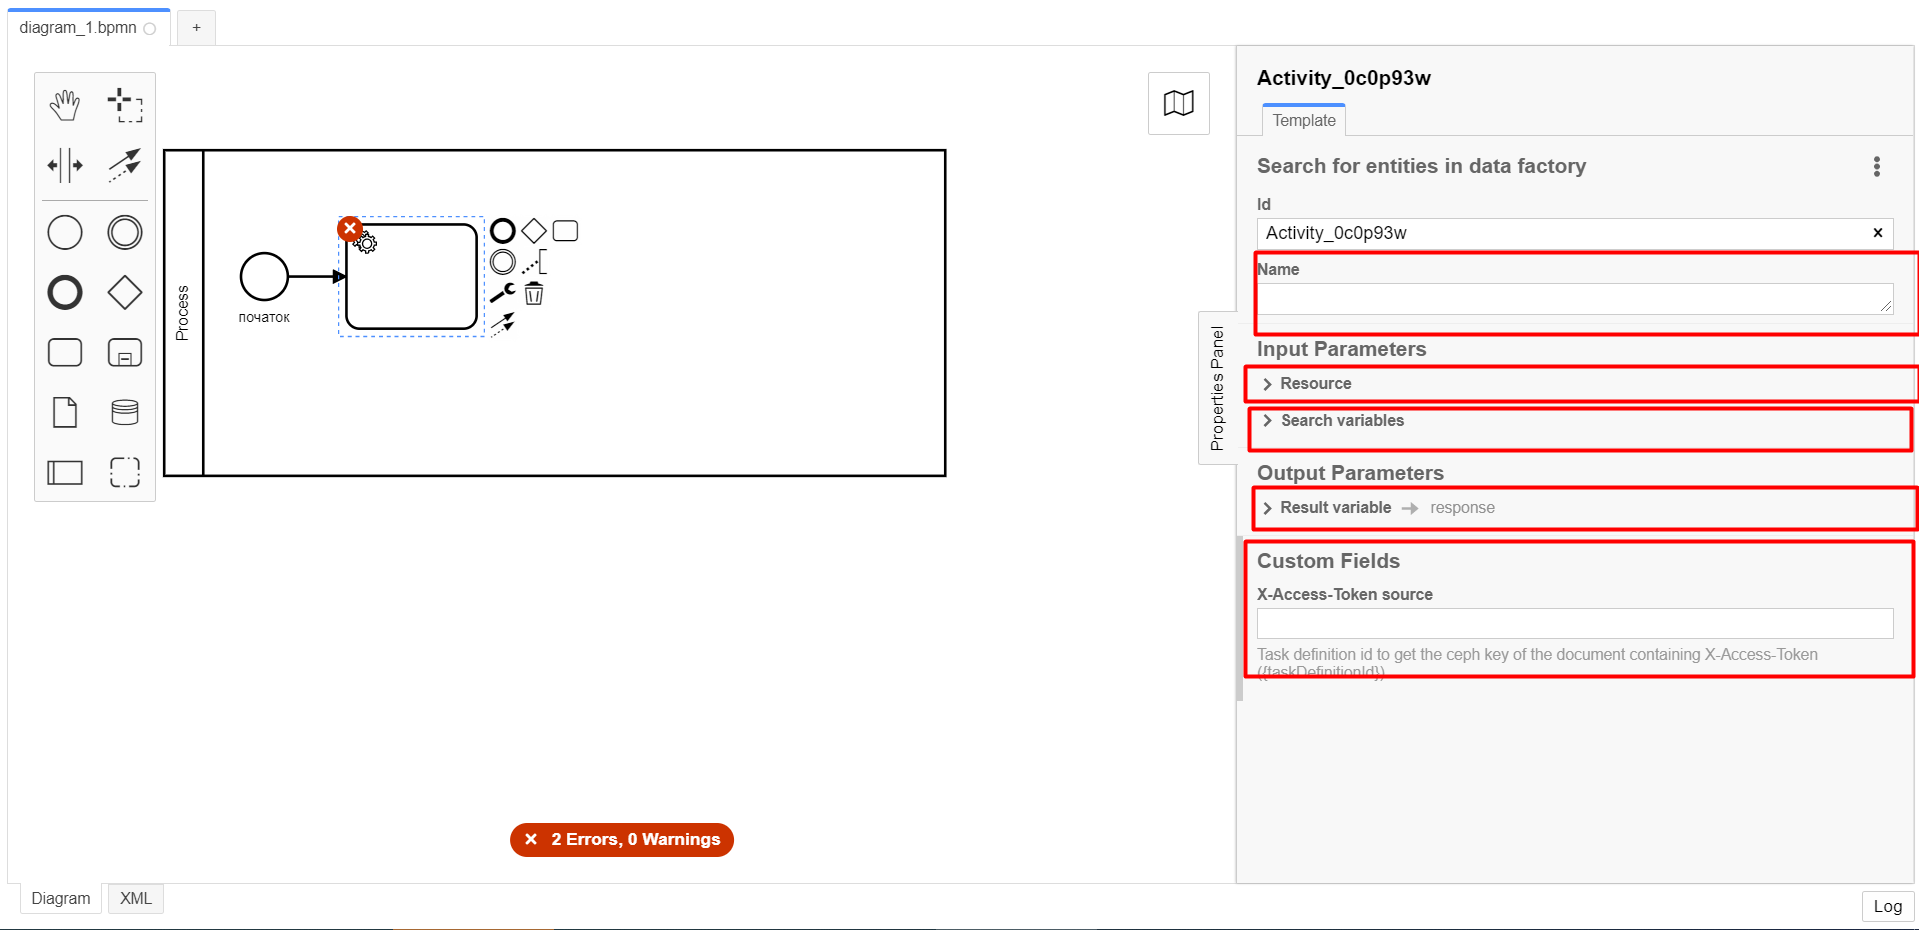 diagram_1.bpmn
+
Process
початок
Properties Panel
Activity_0c0p93w
Template
Search for entities in data factory
Id
Activity_0c0p93w
Name
Input Parameters
Resource
Search variables
Output Parameters
Result variable → response
Custom Fields
X-Access-Token source
Task definition id to get the ceph key of the document containing X-Access-Token
({taskDefinitionId})
2 Errors, 0 Warnings
Diagram
XML
Log